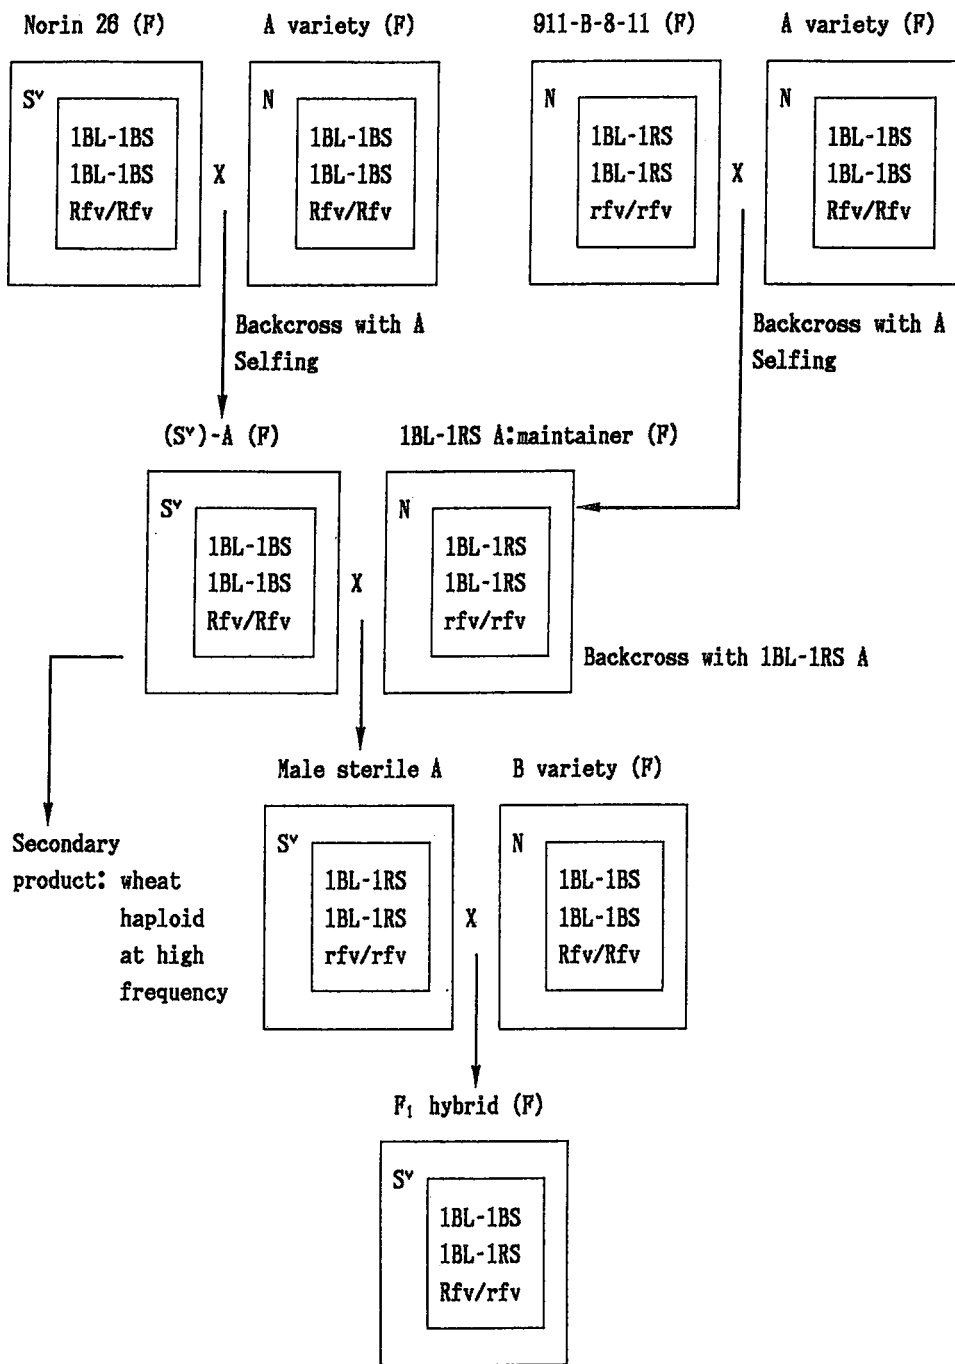 Norin 26 (F)
A variety (F)
911-B-8-11 (F)
A variety (F)
Sᵛ
1BL-1BS
1BL-1BS
Rfv/Rfv
X
N
1BL-1BS
1BL-1BS
Rfv/Rfv
N
1BL-1RS
1BL-1RS
rfv/rfv
X
N
1BL-1BS
1BL-1BS
Rfv/Rfv
Backcross with A
Selfing
Backcross with A
Selfing
(Sᵛ)-A (F)
1BL-1RS A:maintainer (F)
Sᵛ
1BL-1BS
1BL-1BS
Rfv/Rfv
X
N
1BL-1RS
1BL-1RS
rfv/rfv
Backcross with 1BL-1RS A
Male sterile A
B variety (F)
Secondary
product: wheat
haploid
at high
frequency
Sᵛ
1BL-1RS
1BL-1RS
rfv/rfv
X
N
1BL-1BS
1BL-1BS
Rfv/Rfv
F₁ hybrid (F)
Sᵛ
1BL-1BS
1BL-1RS
Rfv/rfv